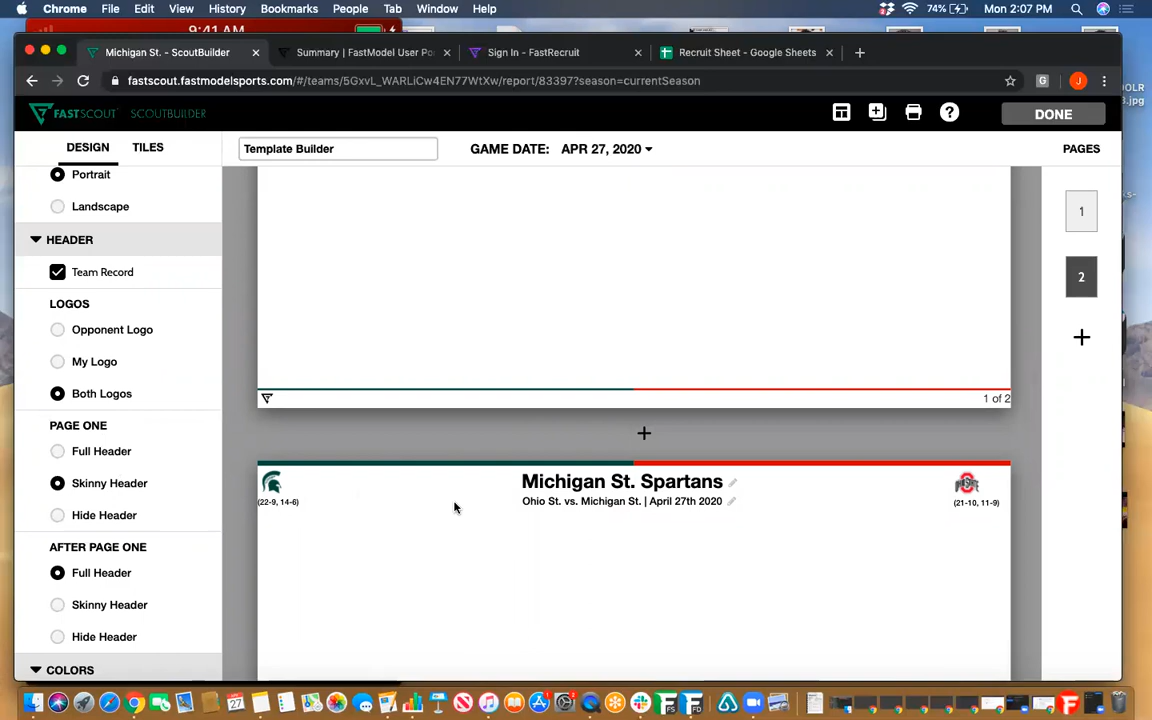 Chrome File Edit View History Bookmarks People Tab Window Help 74% Mon 2:07 PM
9:41 AM
Michigan St. - ScoutBuilder Summary | FastModel User Po Sign In - FastRecruit Recruit Sheet - Google Sheets
fastscout.fastmodelsports.com/#/teams/5GxvL_WARLiCw4EN77WtXw/report/83397?season=currentSeason
FASTSCOUT SCOUTBUILDER DONE
DESIGN TILES Template Builder GAME DATE: APR 27, 2020 PAGES
Portrait
Landscape
1
HEADER
Team Record
2
LOGOS
Opponent Logo
My Logo
Both Logos
1 of 2
PAGE ONE
Full Header
Skinny Header
Michigan St. Spartans
(22-9, 14-6) Ohio St. vs. Michigan St. | April 27th 2020 (21-10, 11-9)
Hide Header
AFTER PAGE ONE
Full Header
Skinny Header
Hide Header
COLORS